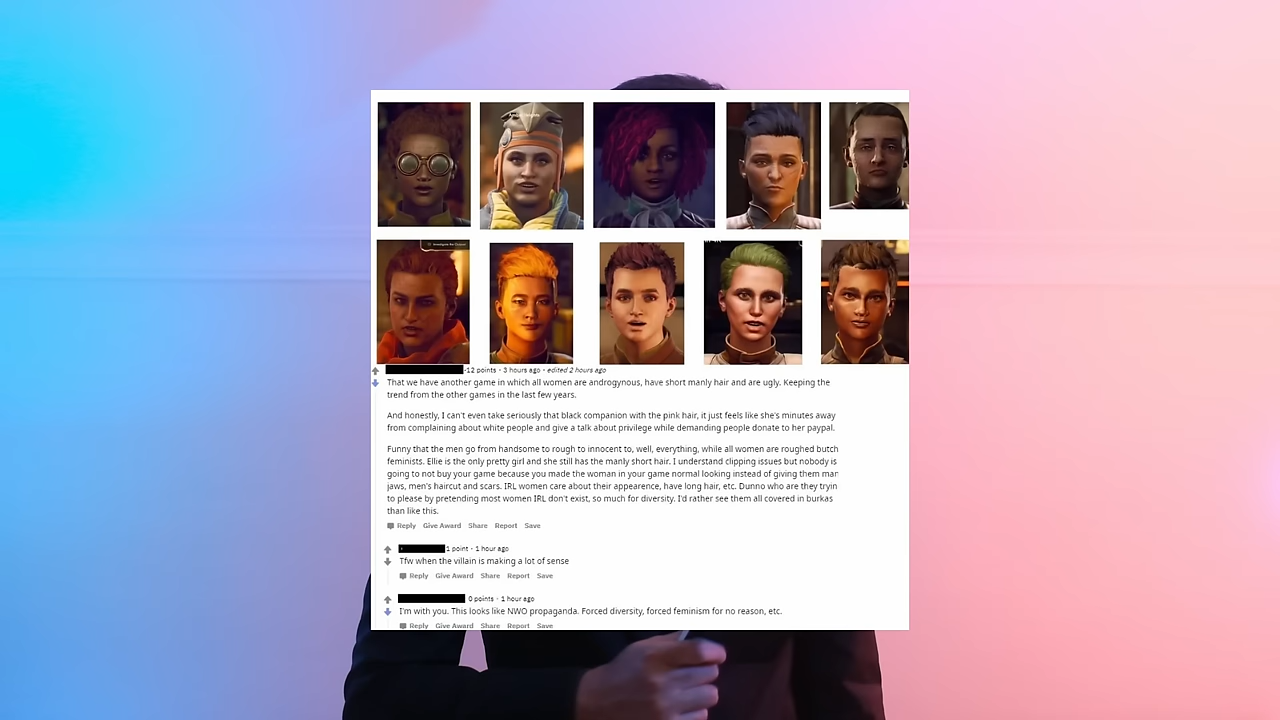 -12 points · 3 hours ago · edited 2 hours ago
That we have another game in which all women are androgynous, have short manly hair and are ugly. Keeping the
trend from the other games in the last few years.
And honestly, I can't even take seriously that black companion with the pink hair, it just feels like she's minutes away
from complaining about white people and give a talk about privilege while demanding people donate to her paypal.
Funny that the men go from handsome to rough to innocent to, well, everything, while all women are roughed butch
feminists. Ellie is the only pretty girl and she still has the manly short hair. I understand clipping issues but nobody is
going to not buy your game because you made the woman in your game normal looking instead of giving them mar
jaws, men's haircut and scars. IRL women care about their appearence, have long hair, etc. Dunno who are they tryin
to please by pretending most women IRL don't exist, so much for diversity. I'd rather see them all covered in burkas
than like this.
Reply Give Award Share Report Save
1 point · 1 hour ago
Tfw when the villain is making a lot of sense
Reply Give Award Share Report Save
0 points · 1 hour ago
I'm with you. This looks like NWO propaganda. Forced diversity, forced feminism for no reason, etc.
Reply Give Award Share Report Save